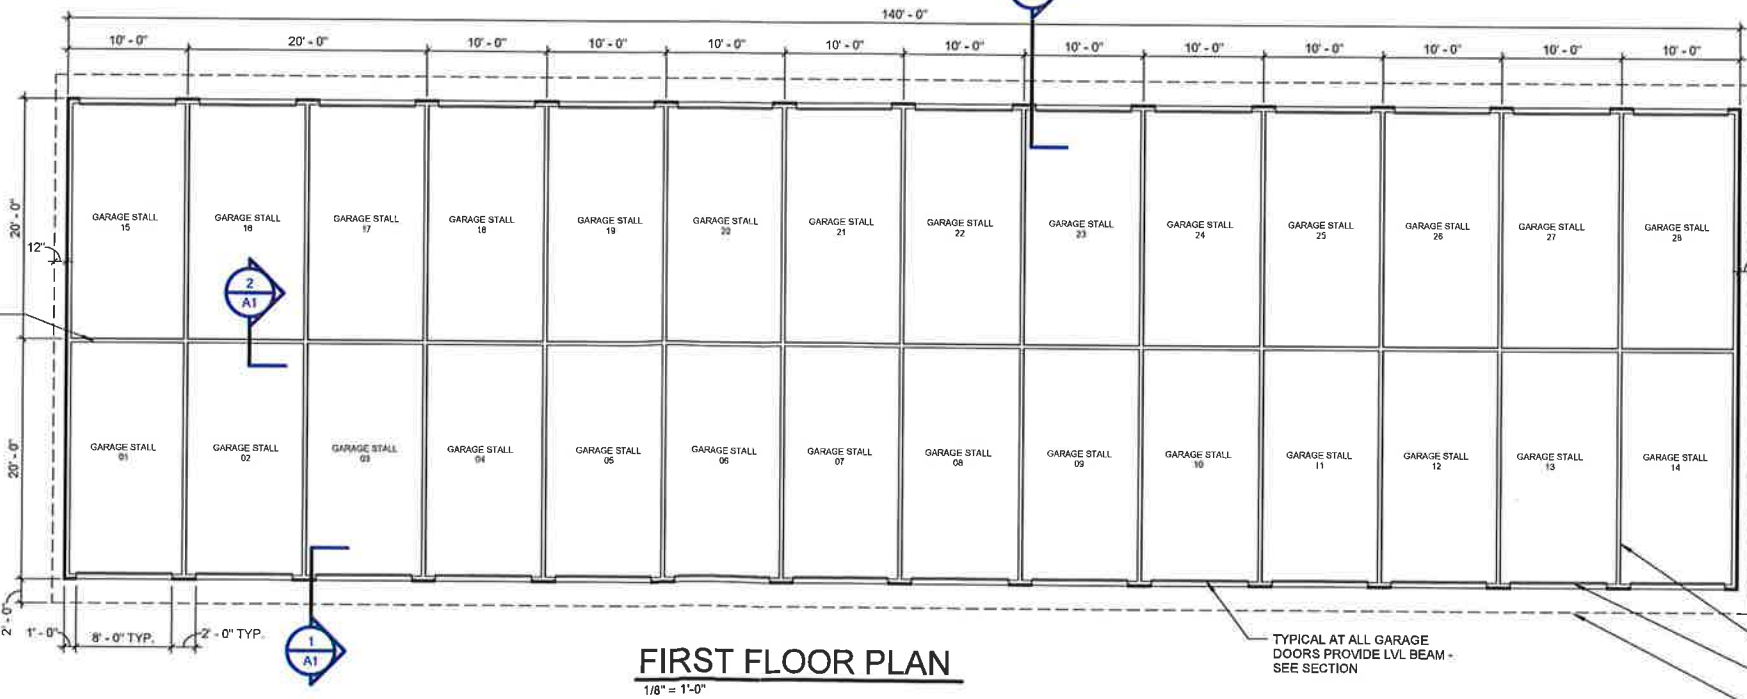 140' - 0"
10' - 0" 20' - 0" 10' - 0" 10' - 0" 10' - 0" 10' - 0" 10' - 0" 10' - 0" 10' - 0" 10' - 0" 10' - 0" 10' - 0" 10' - 0"
20' - 0"
GARAGE STALL
15
GARAGE STALL
16
GARAGE STALL
17
GARAGE STALL
18
GARAGE STALL
19
GARAGE STALL
20
GARAGE STALL
21
GARAGE STALL
22
GARAGE STALL
23
GARAGE STALL
24
GARAGE STALL
25
GARAGE STALL
26
GARAGE STALL
27
GARAGE STALL
28
12"
2
A1
20' - 0"
GARAGE STALL
01
GARAGE STALL
02
GARAGE STALL
03
GARAGE STALL
04
GARAGE STALL
05
GARAGE STALL
06
GARAGE STALL
07
GARAGE STALL
08
GARAGE STALL
09
GARAGE STALL
10
GARAGE STALL
11
GARAGE STALL
12
GARAGE STALL
13
GARAGE STALL
14
2' - 0"
1' - 0" 8' - 0" TYP. 2' - 0" TYP.
1
A1
TYPICAL AT ALL GARAGE
DOORS PROVIDE LVL BEAM -
SEE SECTION
FIRST FLOOR PLAN
1/8" = 1'-0"